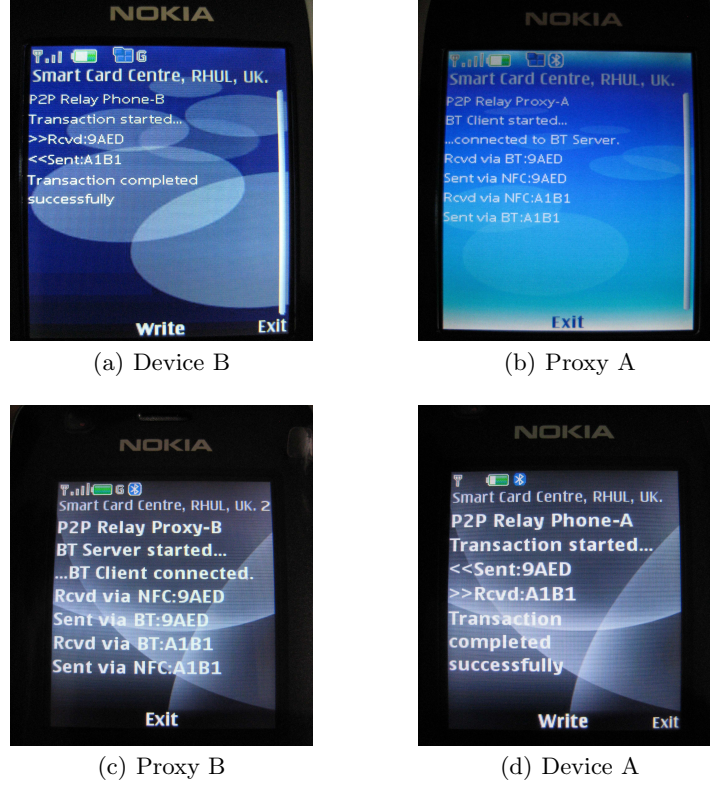 NOKIA
Smart Card Centre, RHUL, UK.
P2P Relay Phone-B
Transaction started...
>>Rcvd:9AED
<<Sent:A1B1
Transaction completed
successfully
Write
Exit
(a) Device B
NOKIA
Smart Card Centre, RHUL, UK.
P2P Relay Proxy-A
BT Client started...
...connected to BT Server.
Rcvd via BT:9AED
Sent via NFC:9AED
Rcvd via NFC:A1B1
Sent via BT:A1B1
Exit
(b) Proxy A
NOKIA
G
Smart Card Centre, RHUL, UK. 2
P2P Relay Proxy-B
BT Server started...
...BT Client connected.
Rcvd via NFC:9AED
Sent via BT:9AED
Rcvd via BT:A1B1
Sent via NFC:A1B1
Exit
(c) Proxy B
NOKIA
Smart Card Centre, RHUL, UK.
P2P Relay Phone-A
Transaction started...
<<Sent:9AED
>>Rcvd:A1B1
Transaction
completed
successfully
Write
Exit
(d) Device A